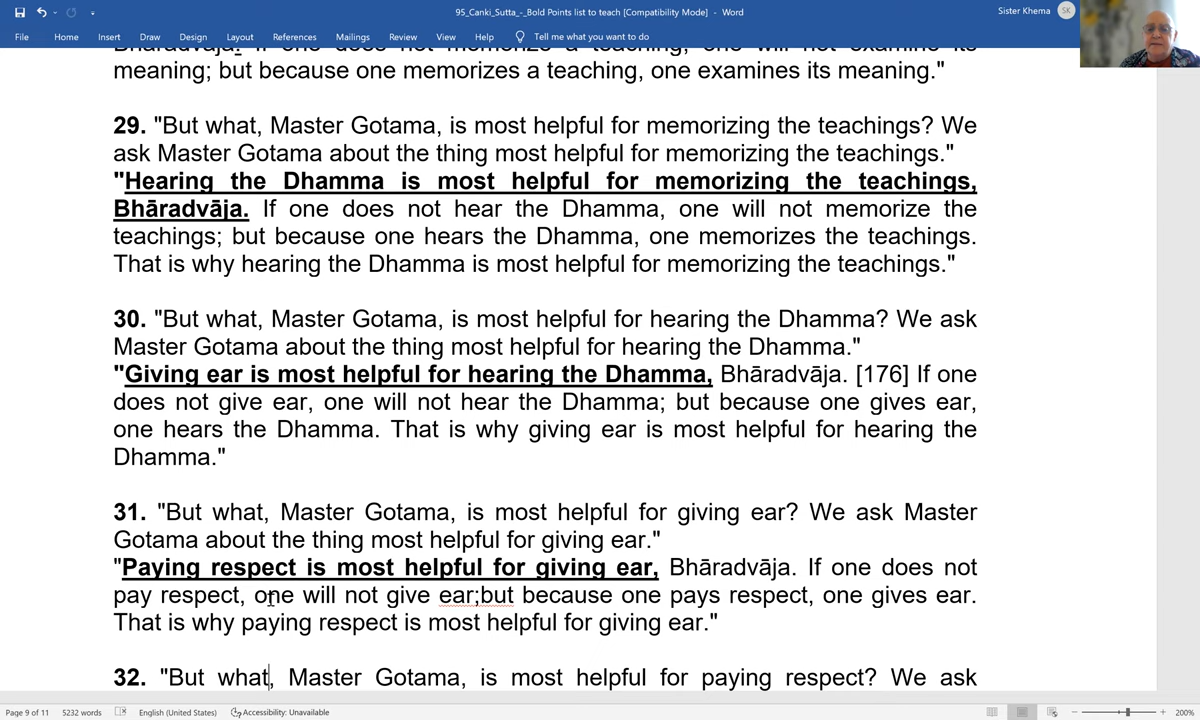 95_Canki_Sutta_-_Bold Points list to teach [Compatibility Mode] - Word
Sister Khema
SK
File Home Insert Draw Design Layout References Mailings Review View Help Tell me what you want to do
Bhāradvāja. If one does not memorize a teaching, one will not examine its
meaning; but because one memorizes a teaching, one examines its meaning."
29. "But what, Master Gotama, is most helpful for memorizing the teachings? We
ask Master Gotama about the thing most helpful for memorizing the teachings."
"Hearing the Dhamma is most helpful for memorizing the teachings,
Bhāradvāja. If one does not hear the Dhamma, one will not memorize the
teachings; but because one hears the Dhamma, one memorizes the teachings.
That is why hearing the Dhamma is most helpful for memorizing the teachings."
30. "But what, Master Gotama, is most helpful for hearing the Dhamma? We ask
Master Gotama about the thing most helpful for hearing the Dhamma."
"Giving ear is most helpful for hearing the Dhamma, Bhāradvāja. [176] If one
does not give ear, one will not hear the Dhamma; but because one gives ear,
one hears the Dhamma. That is why giving ear is most helpful for hearing the
Dhamma."
31. "But what, Master Gotama, is most helpful for giving ear? We ask Master
Gotama about the thing most helpful for giving ear."
"Paying respect is most helpful for giving ear, Bhāradvāja. If one does not
pay respect, one will not give ear;but because one pays respect, one gives ear.
That is why paying respect is most helpful for giving ear."
32. "But what, Master Gotama, is most helpful for paying respect? We ask
Page 9 of 11 5232 words English (United States) Accessibility: Unavailable 200%